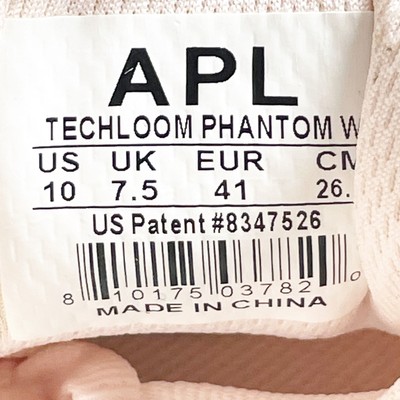 APL
TECHLOOM PHANTOM W
US UK EUR CM
10 7.5 41 26.
US Patent #8347526
8 10175 03782 0
MADE IN CHINA